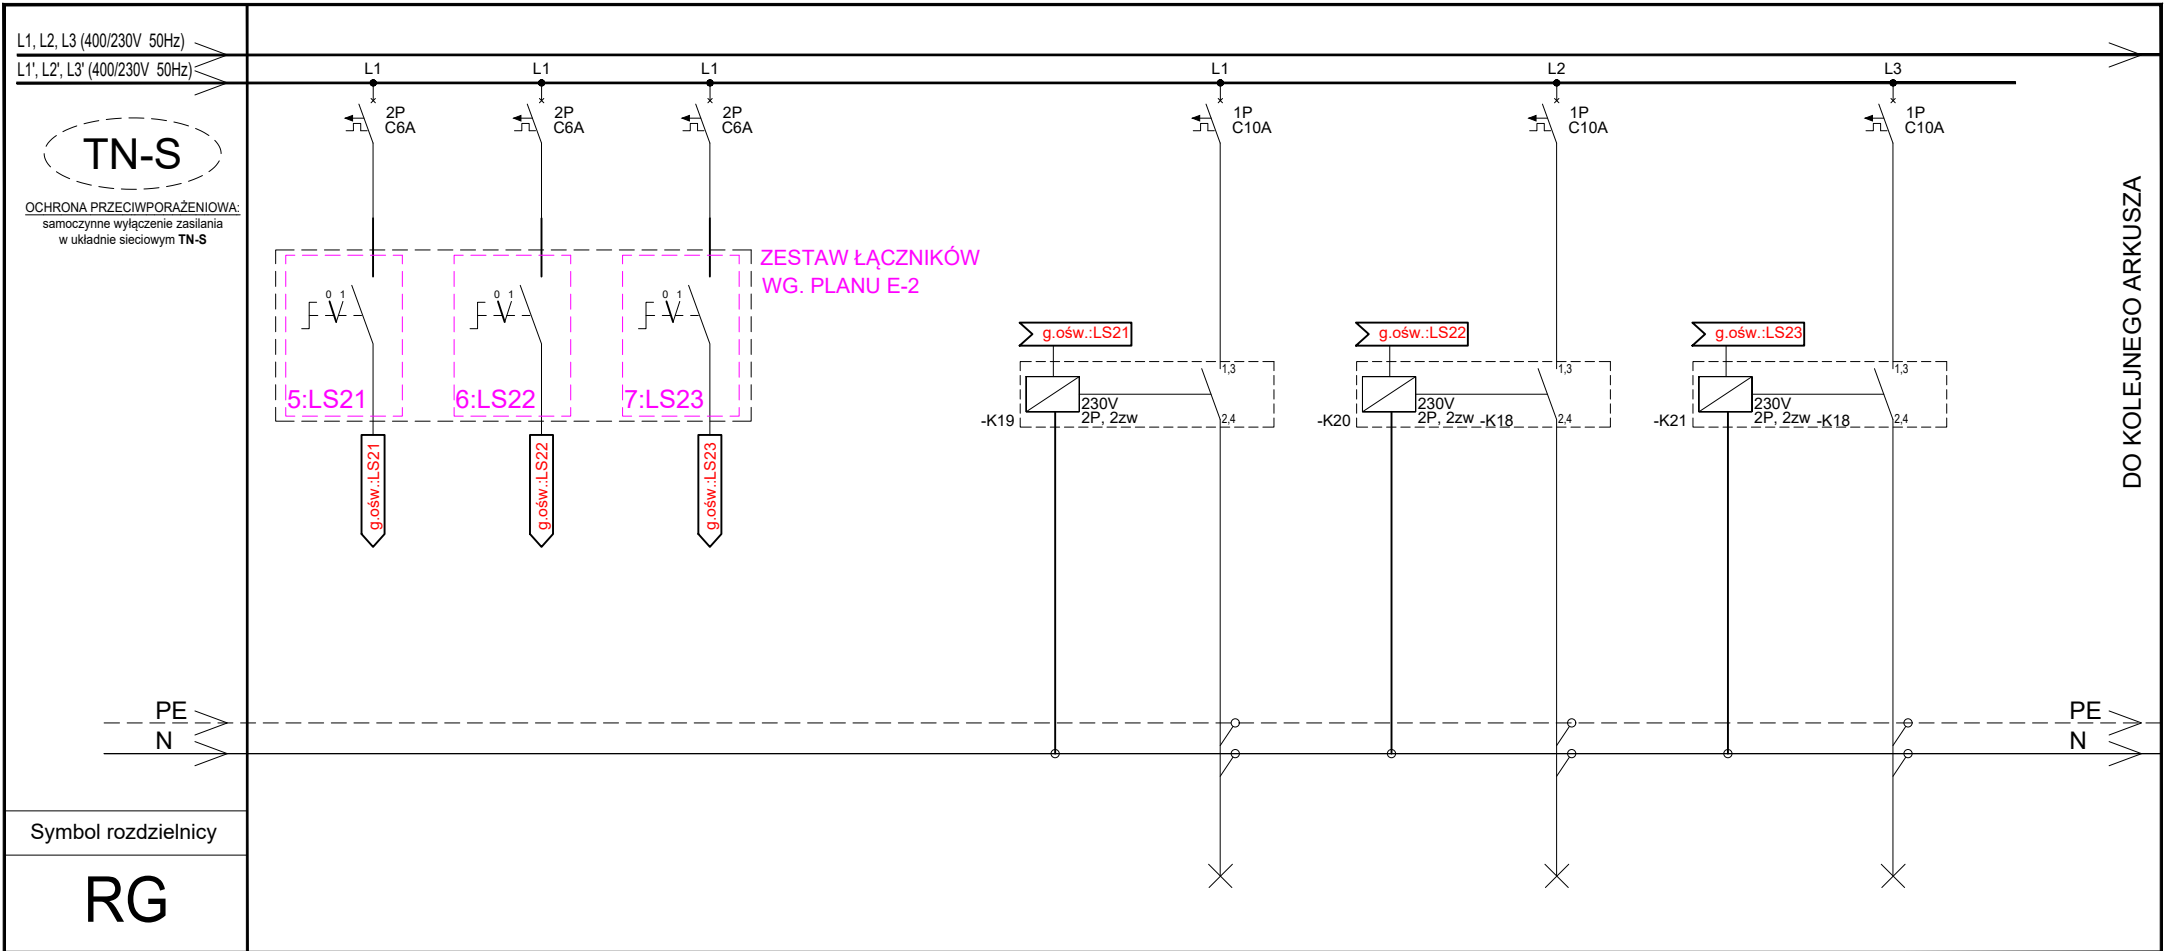 L1, L2, L3 (400/230V 50Hz)
L1', L2', L3' (400/230V 50Hz)
L1
L1
L1
L1
L2
L3
2P
C6A
2P
C6A
2P
C6A
1P
C10A
1P
C10A
1P
C10A
TN-S
OCHRONA PRZECIWPORAŻENIOWA:
samoczynne wyłączenie zasilania
w układnie sieciowym TN-S
ZESTAW ŁĄCZNIKÓW
WG. PLANU E-2
0 1
0 1
0 1
5:LS21
6:LS22
7:LS23
g.ośw.:LS21
g.ośw.:LS22
g.ośw.:LS23
g.ośw.:LS21
1,3
230V
-K19
2P, 2zw
2,4
g.ośw.:LS22
1,3
230V
-K20
2P, 2zw
-K18
2,4
g.ośw.:LS23
1,3
230V
-K21
2P, 2zw
-K18
2,4
DO KOLEJNEGO ARKUSZA
PE
N
PE
N
Symbol rozdzielnicy
RG